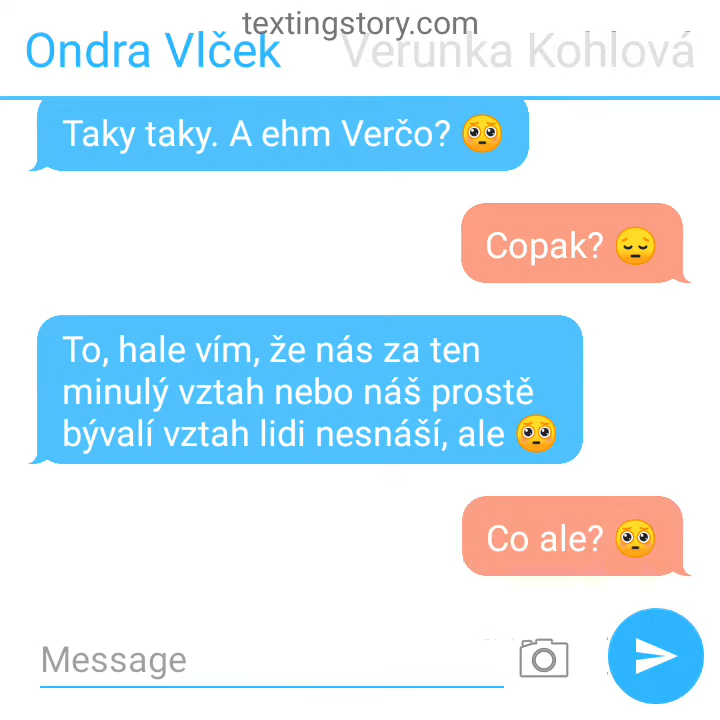 textingstory.com
Ondra Vlček Verunka Kohlová
Taky taky. A ehm Verčo? 🥺
Copak? 😔
To, hale vím, že nás za ten
minulý vztah nebo náš prostě
bývalí vztah lidi nesnáší, ale 🥺
Co ale? 🥺
Message